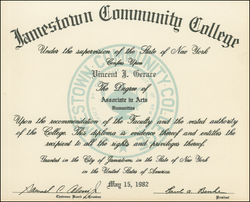 Jamestown Community College
Under the supervision of the State of New York
Confers Upon
Vincent J. Gerace
The Degree of
Associate in Arts
Humanities
Upon the recommendation of the Faculty and the vested authority
of the College. This diploma is evidence thereof and entitles the
recipient to all the rights and privileges thereof.
Granted in the City of Jamestown, in the State of New York
in the United States of America.
May 15, 1982